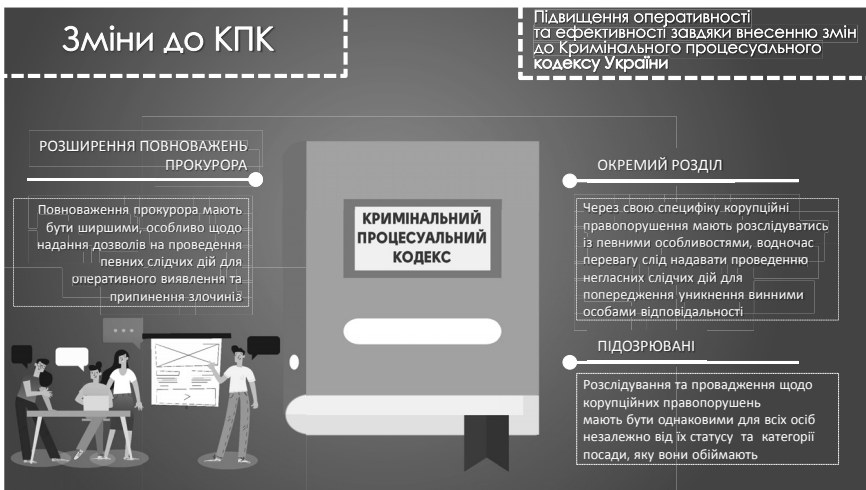 Зміни до КПК
Підвищення оперативності
та ефективності завдяки внесенню змін
до Кримінального процесуального
кодексу України
РОЗШИРЕННЯ ПОВНОВАЖЕНЬ
ПРОКУРОРА
Повноваження прокурора мають
бути ширшими, особливо щодо
надання дозволів на проведення
певних слідчих дій для
оперативного виявлення та
припинення злочиніз
КРИМІНАЛЬНИЙ
ПРОЦЕСУАЛЬНИЙ
КОДЕКС
ОКРЕМИЙ РОЗДІЛ
Через свою специфіку корупційні
правопорушення мають розслідуватись
із певними особливостями, водночас
перевагу слід надавати проведенню
негласних слідчих дій для
попередження уникнення винними
особами відповідальності
ПІДОЗРЮВАНІ
Розслідування та провадження щодо
корупційних правопорушень
мають бути однаковими для всіх осіб
незалежно від їх статусу та категорії
посади, яку вони обіймають